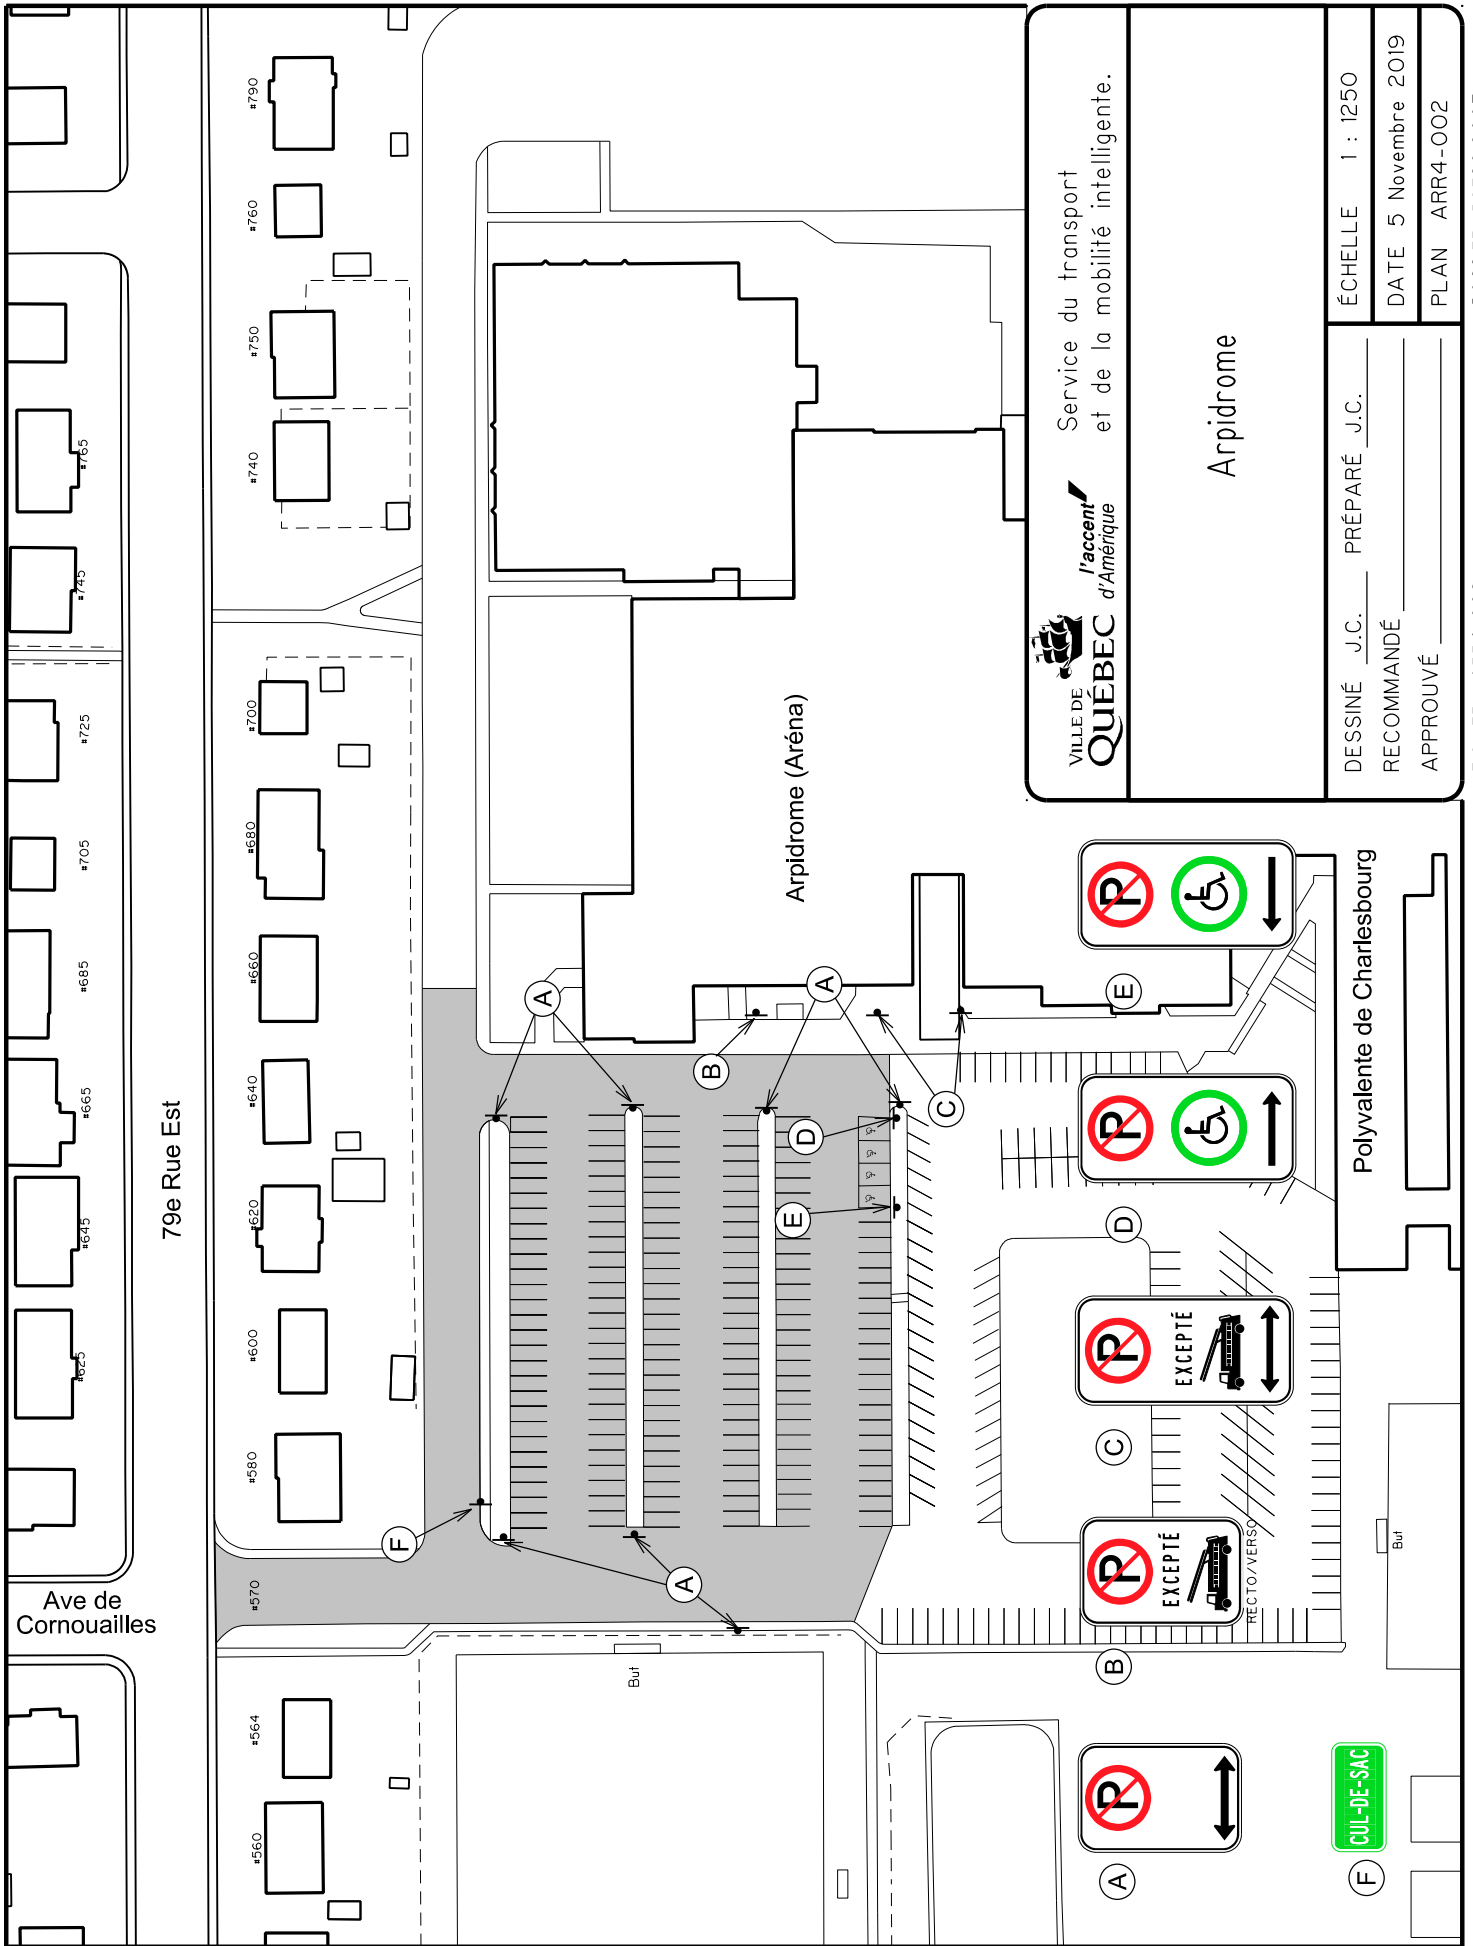 79e Rue Est
Ave de
Cornouailles
#765
#745
#725
#705
#685
#665
#645
#625
#790
#760
#750
#740
#700
#680
#660
#640
#620
#600
#580
#570
#564
#560
Arpidrome (Aréna)
Polyvalente de Charlesbourg
But
But
A
A
B
C
D
E
F
A
A
P
EXCEPTÉ
RECTO/VERSO
B
P
EXCEPTÉ
C
P
D
P
E
P
CUL-DE-SAC
F
VILLE DE
QUÉBEC
l'accent
d'Amérique
Service du transport
et de la mobilité intelligente.
Arpidrome
DESSINÉ J.C. PRÉPARÉ J.C.
RECOMMANDÉ
APPROUVÉ
ÉCHELLE 1 : 1250
DATE 5 Novembre 2019
PLAN ARR4-002